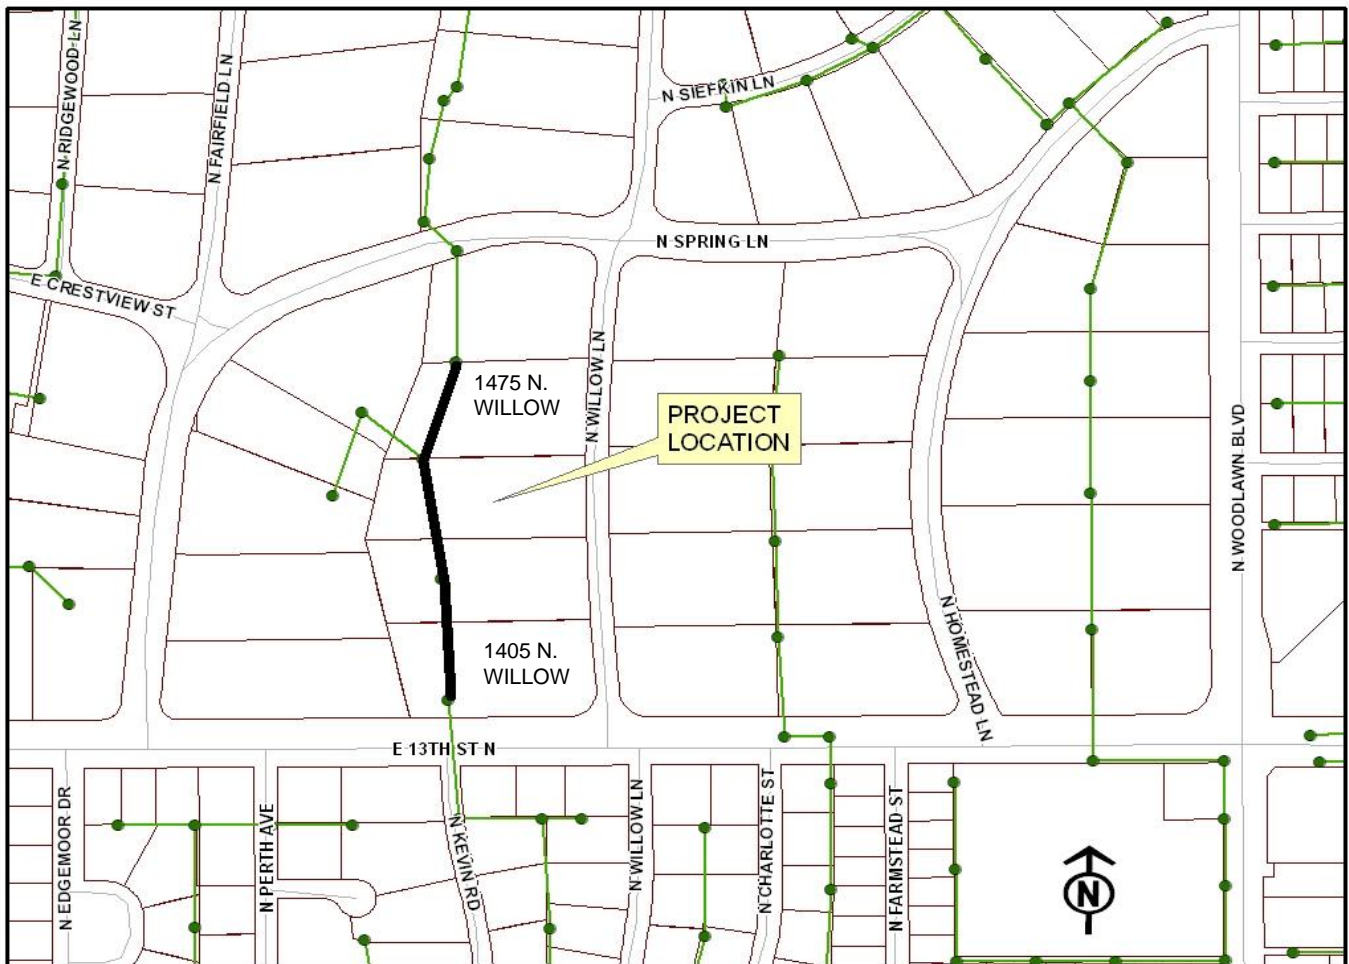 N RIDGEWOOD LN
N FAIRFIELD LN
N SIEFKIN LN
N SPRING LN
E CRESTVIEW ST
N WILLOW LN
1475 N.
WILLOW
PROJECT
LOCATION
N WOODLAWN BLVD
1405 N.
WILLOW
N HOMESTEAD LN
E 13TH ST N
N EDGEMOOR DR
N PERTH AVE
N KEVIN RD
N WILLOW LN
N CHARLOTTE ST
N FARMSTEAD ST
N